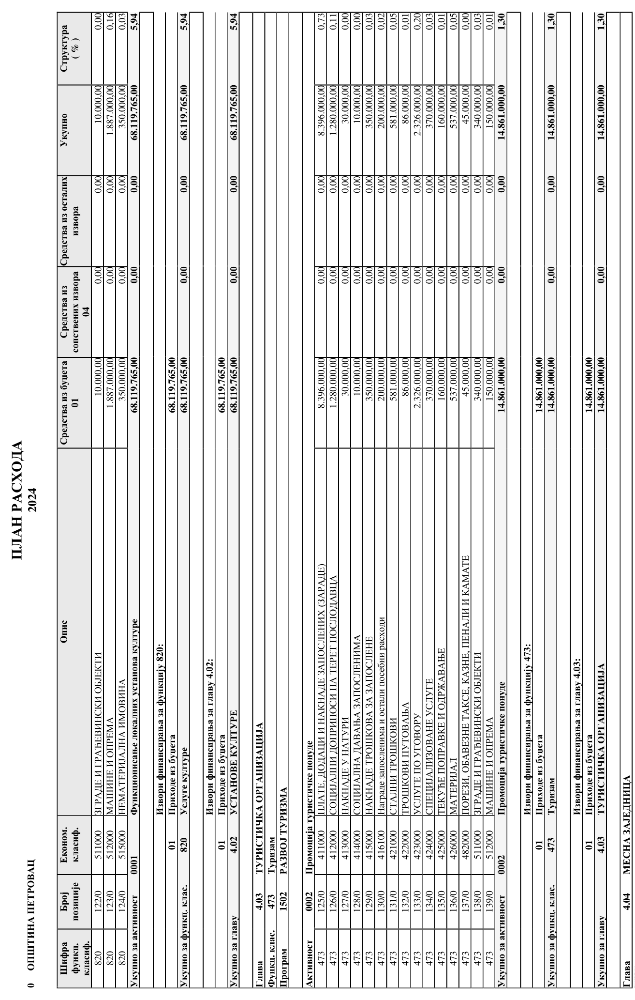 ПЛАН РАСХОДА
2024
0 ОПШТИНА ПЕТРОВАЦ
Шифра функц. класиф. Број позиције Економ. класиф. Опис Средства из буџета 01 Средства из сопствених извора 04 Средства из осталих извора Укупно Структура ( % )
820 122/0 511000 ЗГРАДЕ И ГРАЂЕВИНСКИ ОБЈЕКТИ 10.000,00 0,00 0,00 10.000,00 0,00
820 123/0 512000 МАШИНЕ И ОПРЕМА 1.887.000,00 0,00 0,00 1.887.000,00 0,16
820 124/0 515000 НЕМАТЕРИЈАЛНА ИМОВИНА 350.000,00 0,00 0,00 350.000,00 0,03
Укупно за активност 0001 Функционисање локалних установа културе 68.119.765,00 0,00 0,00 68.119.765,00 5,94
Извори финансирања за функцију 820:
01 Приходе из буџета 68.119.765,00
Укупно за функц. клас. 820 Услуге културе 68.119.765,00 0,00 0,00 68.119.765,00 5,94
Извори финансирања за главу 4.02:
01 Приходе из буџета 68.119.765,00
Укупно за главу 4.02 УСТАНОВЕ КУЛТУРЕ 68.119.765,00 0,00 0,00 68.119.765,00 5,94
Глава 4.03 ТУРИСТИЧКА ОРГАНИЗАЦИЈА
Функц. клас. 473 Туризам
Програм 1502 РАЗВОЈ ТУРИЗМА
Активност 0002 Промоција туристичке понуде
473 125/0 411000 ПЛАТЕ, ДОДАЦИ И НАКНАДЕ ЗАПОСЛЕНИХ (ЗАРАДЕ) 8.396.000,00 0,00 0,00 8.396.000,00 0,73
473 126/0 412000 СОЦИЈАЛНИ ДОПРИНОСИ НА ТЕРЕТ ПОСЛОДАВЦА 1.280.000,00 0,00 0,00 1.280.000,00 0,11
473 127/0 413000 НАКНАДЕ У НАТУРИ 30.000,00 0,00 0,00 30.000,00 0,00
473 128/0 414000 СОЦИЈАЛНА ДАВАЊА ЗАПОСЛЕНИМА 10.000,00 0,00 0,00 10.000,00 0,00
473 129/0 415000 НАКНАДЕ ТРОШКОВА ЗА ЗАПОСЛЕНЕ 350.000,00 0,00 0,00 350.000,00 0,03
473 130/0 416100 Награде запосленима и остали посебни расходи 200.000,00 0,00 0,00 200.000,00 0,02
473 131/0 421000 СТАЛНИ ТРОШКОВИ 581.000,00 0,00 0,00 581.000,00 0,05
473 132/0 422000 ТРОШКОВИ ПУТОВАЊА 86.000,00 0,00 0,00 86.000,00 0,01
473 133/0 423000 УСЛУГЕ ПО УГОВОРУ 2.326.000,00 0,00 0,00 2.326.000,00 0,20
473 134/0 424000 СПЕЦИЈАЛИЗОВАНЕ УСЛУГЕ 370.000,00 0,00 0,00 370.000,00 0,03
473 135/0 425000 ТЕКУЋЕ ПОПРАВКЕ И ОДРЖАВАЊЕ 160.000,00 0,00 0,00 160.000,00 0,01
473 136/0 426000 МАТЕРИЈАЛ 537.000,00 0,00 0,00 537.000,00 0,05
473 137/0 482000 ПОРЕЗИ, ОБАВЕЗНЕ ТАКСЕ, КАЗНЕ, ПЕНАЛИ И КАМАТЕ 45.000,00 0,00 0,00 45.000,00 0,00
473 138/0 511000 ЗГРАДЕ И ГРАЂЕВИНСКИ ОБЈЕКТИ 340.000,00 0,00 0,00 340.000,00 0,03
473 139/0 512000 МАШИНЕ И ОПРЕМА 150.000,00 0,00 0,00 150.000,00 0,01
Укупно за активност 0002 Промоција туристичке понуде 14.861.000,00 0,00 0,00 14.861.000,00 1,30
Извори финансирања за функцију 473:
01 Приходе из буџета 14.861.000,00
Укупно за функц. клас. 473 Туризам 14.861.000,00 0,00 0,00 14.861.000,00 1,30
Извори финансирања за главу 4.03:
01 Приходе из буџета 14.861.000,00
Укупно за главу 4.03 ТУРИСТИЧКА ОРГАНИЗАЦИЈА 14.861.000,00 0,00 0,00 14.861.000,00 1,30
Глава 4.04 МЕСНА ЗАЈЕДНИЦА